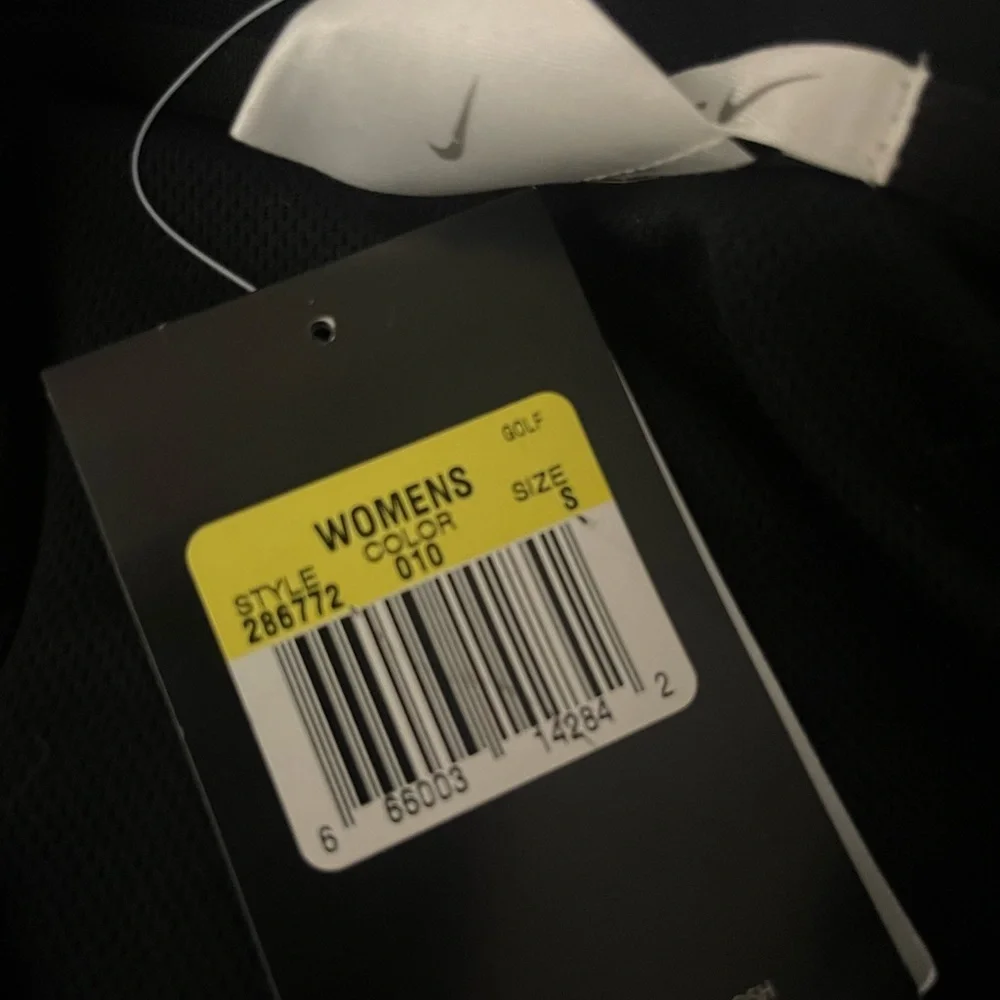 GOLF
WOMENS
SIZE
S
COLOR
010
STYLE
286772
6 66003 14284 2